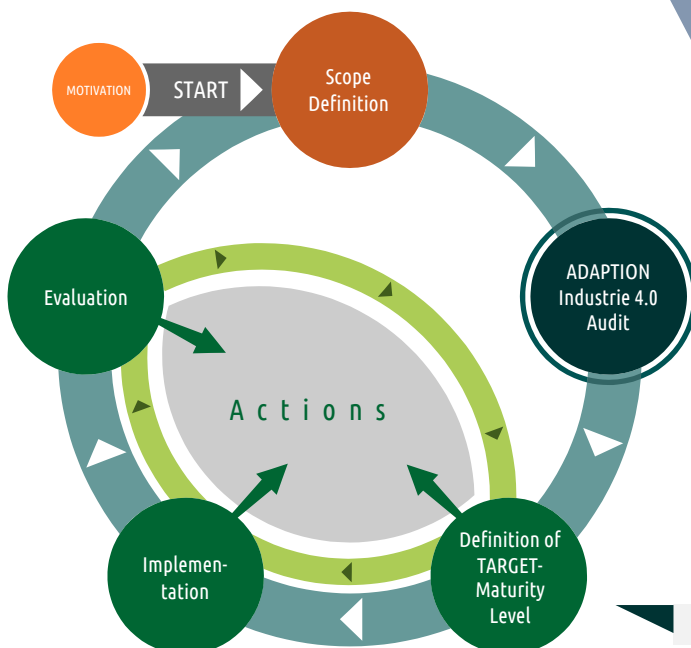 MOTIVATION
START
Scope
Definition
ADAPTION
Industrie 4.0
Audit
Evaluation
Actions
Implemen-
tation
Definition of
TARGET-
Maturity
Level